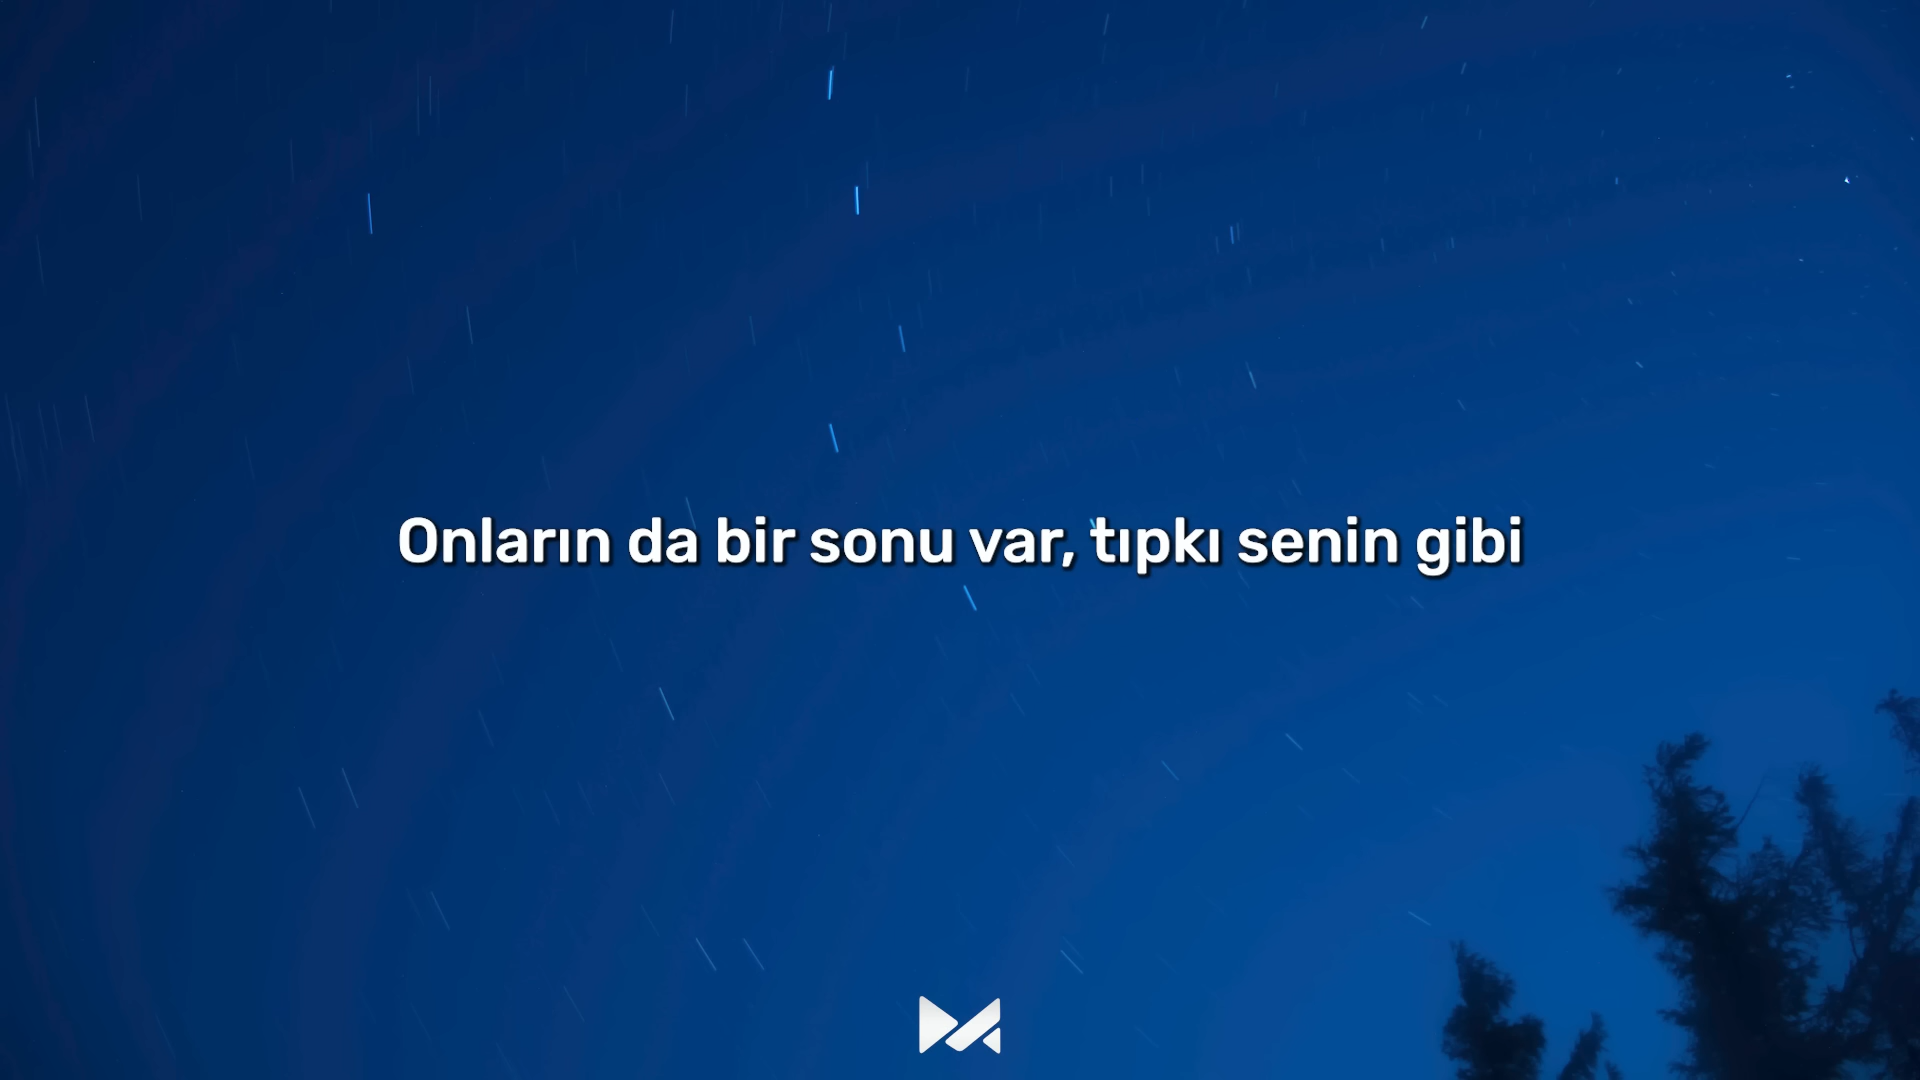 Onların da bir sonu var, tıpkı senin gibi